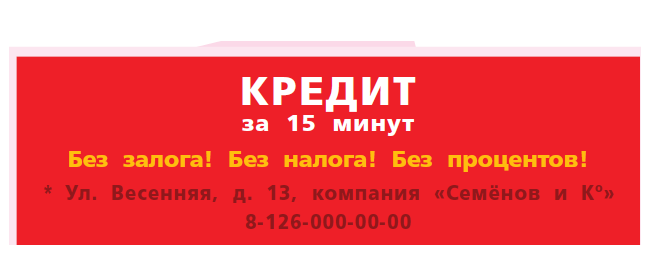 КРЕДИТ
за 15 минут
Без залога! Без налога! Без процентов!
* Ул. Весенняя, д. 13, компания «Семёнов и Кº»
8-126-000-00-00